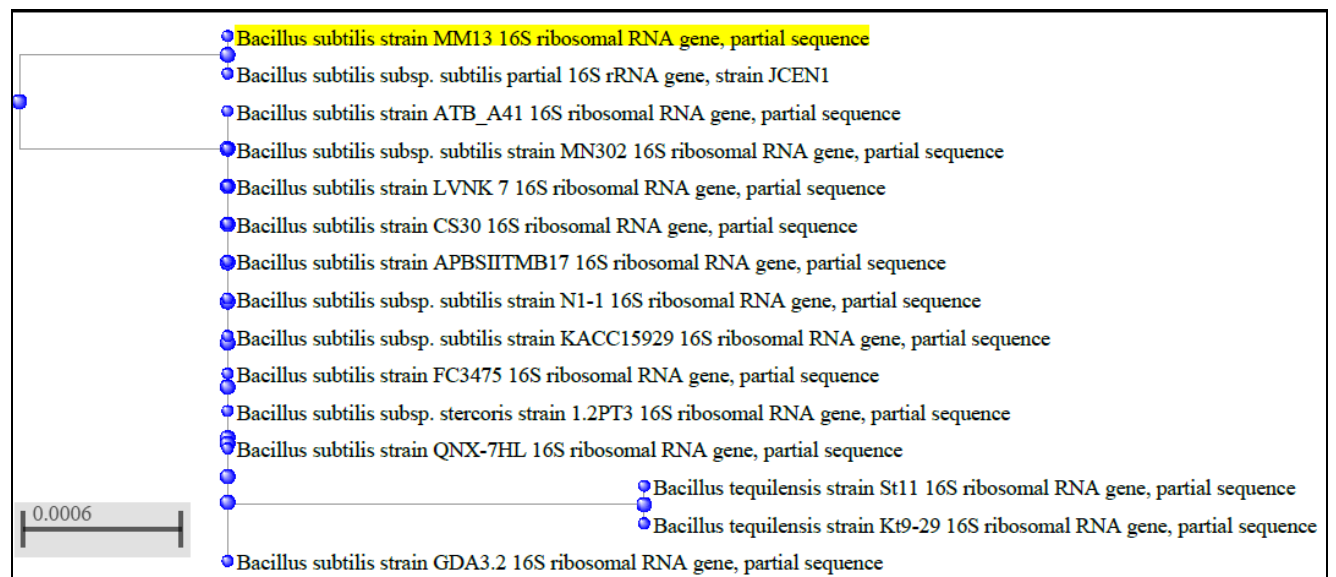 Bacillus subtilis strain MM13 16S ribosomal RNA gene, partial sequence
Bacillus subtilis subsp. subtilis partial 16S rRNA gene, strain JCEN1
Bacillus subtilis strain ATB_A41 16S ribosomal RNA gene, partial sequence
Bacillus subtilis subsp. subtilis strain MN302 16S ribosomal RNA gene, partial sequence
Bacillus subtilis strain LVNK 7 16S ribosomal RNA gene, partial sequence
Bacillus subtilis strain CS30 16S ribosomal RNA gene, partial sequence
Bacillus subtilis strain APBSIITMB17 16S ribosomal RNA gene, partial sequence
Bacillus subtilis subsp. subtilis strain N1-1 16S ribosomal RNA gene, partial sequence
Bacillus subtilis subsp. subtilis strain KACC15929 16S ribosomal RNA gene, partial sequence
Bacillus subtilis strain FC3475 16S ribosomal RNA gene, partial sequence
Bacillus subtilis subsp. stercoris strain 1.2PT3 16S ribosomal RNA gene, partial sequence
Bacillus subtilis strain QNX-7HL 16S ribosomal RNA gene, partial sequence
Bacillus tequilensis strain St11 16S ribosomal RNA gene, partial sequence
0.0006
Bacillus tequilensis strain Kt9-29 16S ribosomal RNA gene, partial sequence
Bacillus subtilis strain GDA3.2 16S ribosomal RNA gene, partial sequence